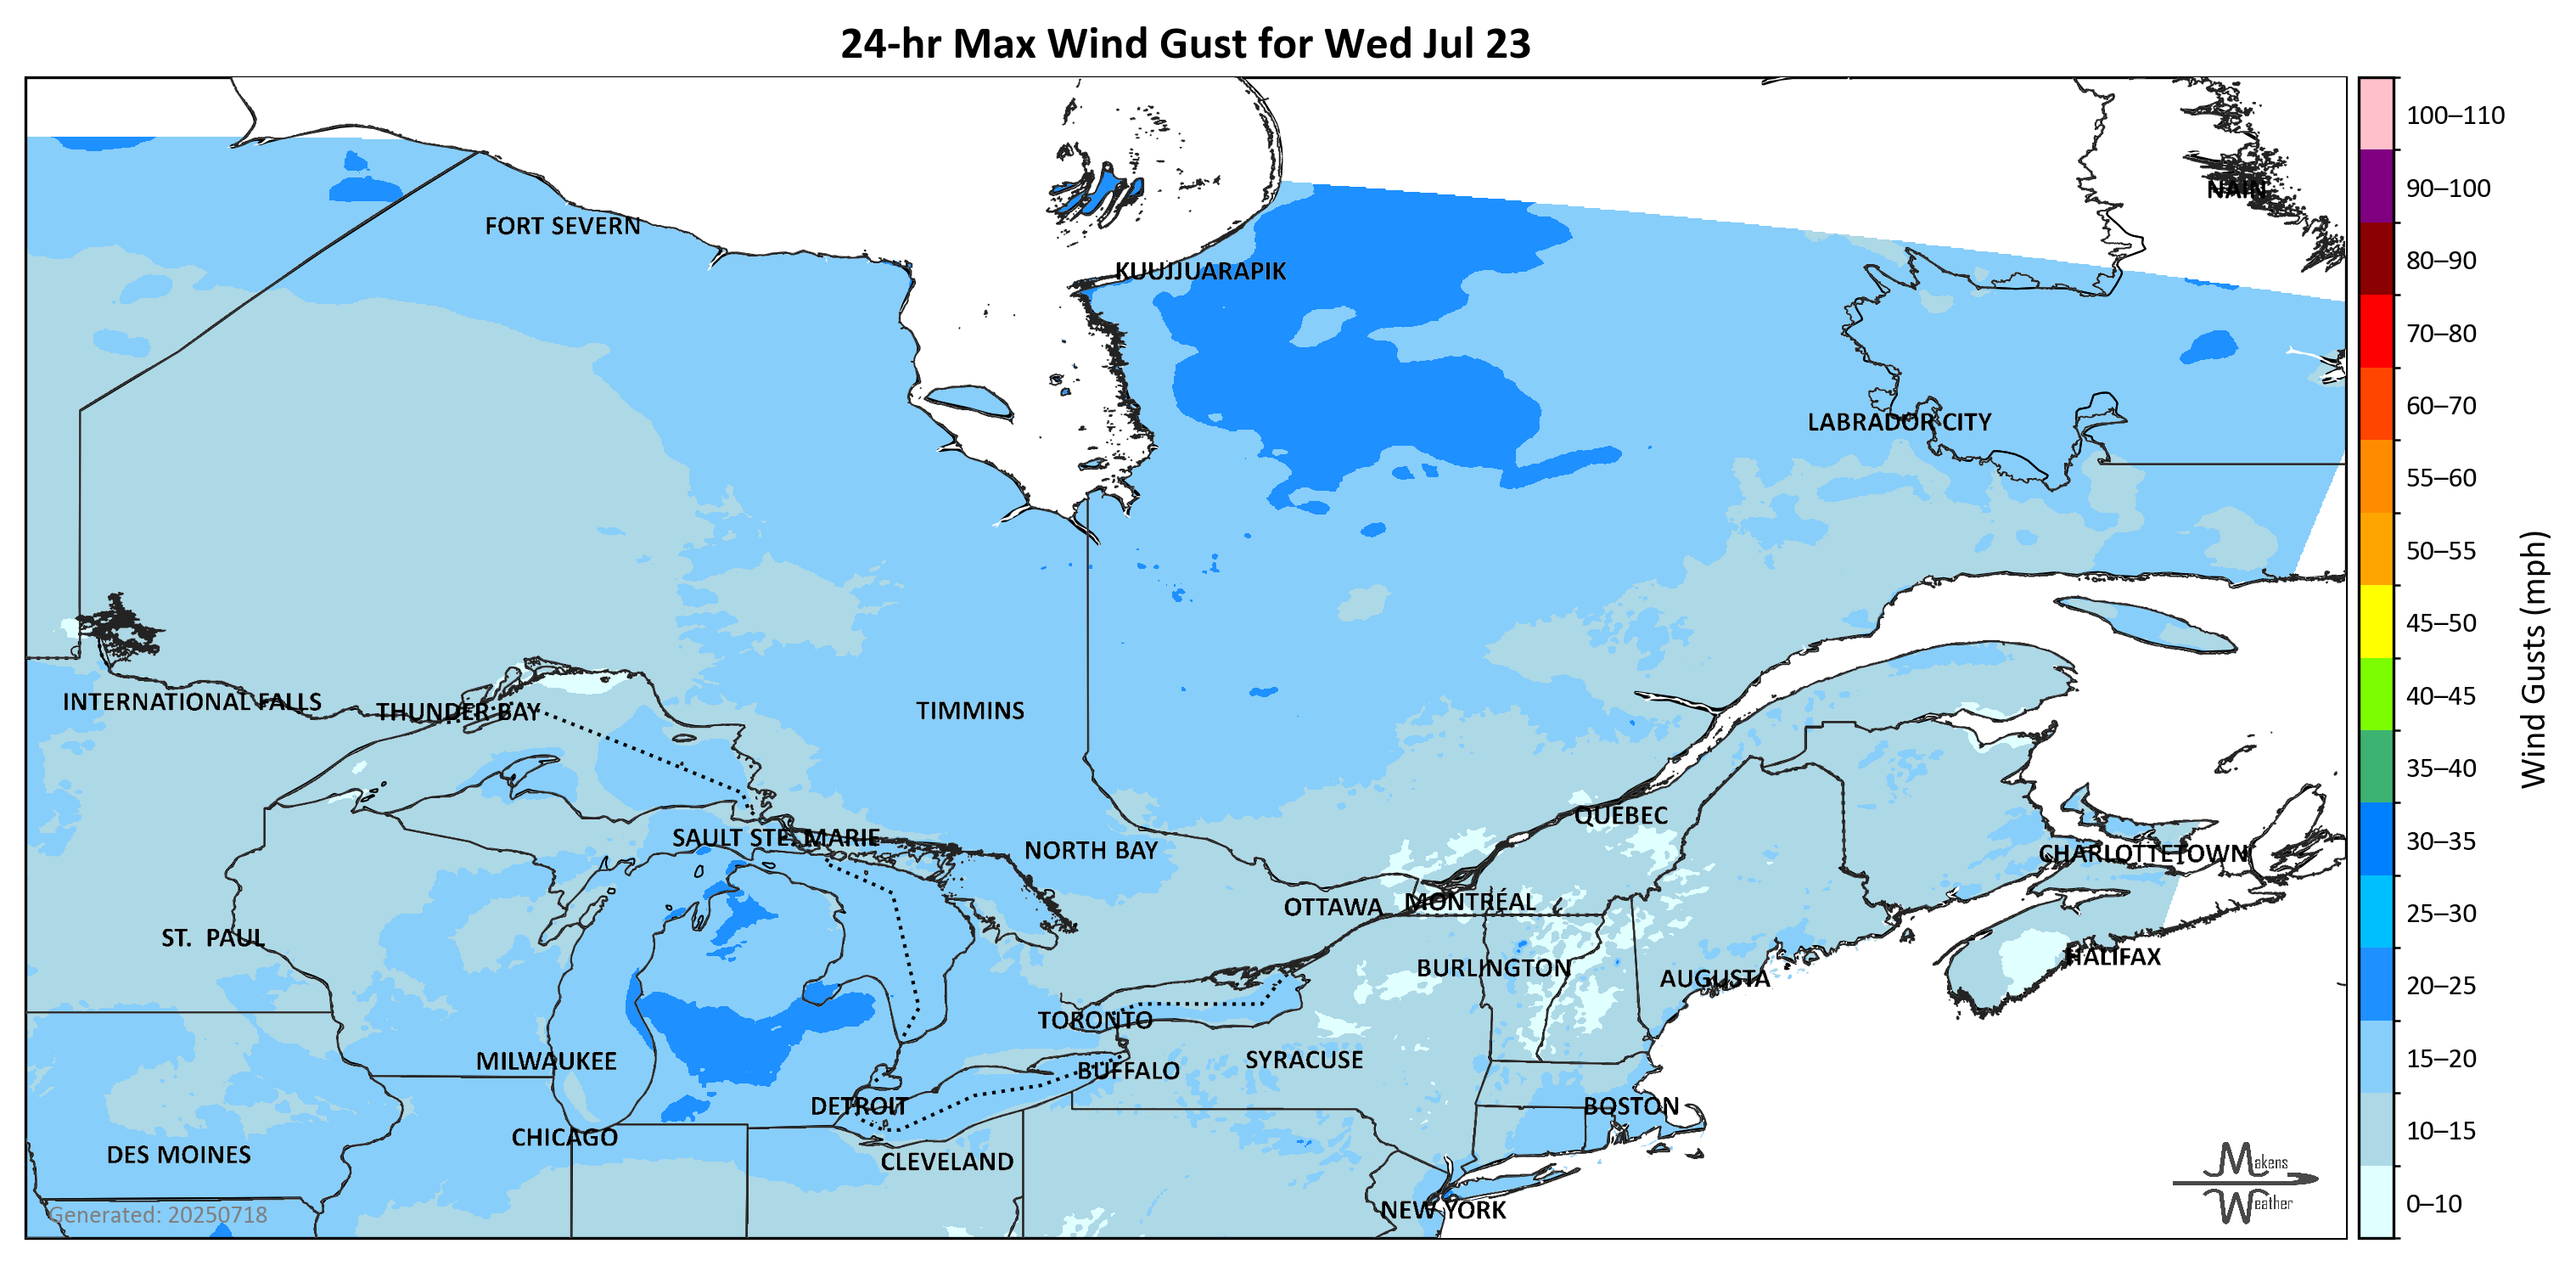 24-hr Max Wind Gust for Wed Jul 23
100–110
90–100
NAIN
FORT SEVERN
80–90
KUUJJUARAPIK
70–80
60–70
LABRADOR CITY
55–60
50–55
45–50
Wind Gusts (mph)
40–45
INTERNATIONAL FALLS
THUNDER BAY
TIMMINS
35–40
QUEBEC
30–35
SAULT STE. MARIE
NORTH BAY
CHARLOTTETOWN
OTTAWA
MONTRÉAL
25–30
ST. PAUL
HALIFAX
BURLINGTON
AUGUSTA
20–25
TORONTO
MILWAUKEE
SYRACUSE
15–20
BUFFALO
DETROIT
BOSTON
10–15
CHICAGO
DES MOINES
CLEVELAND
Makens
Weather
0–10
NEW YORK
Generated: 20250718